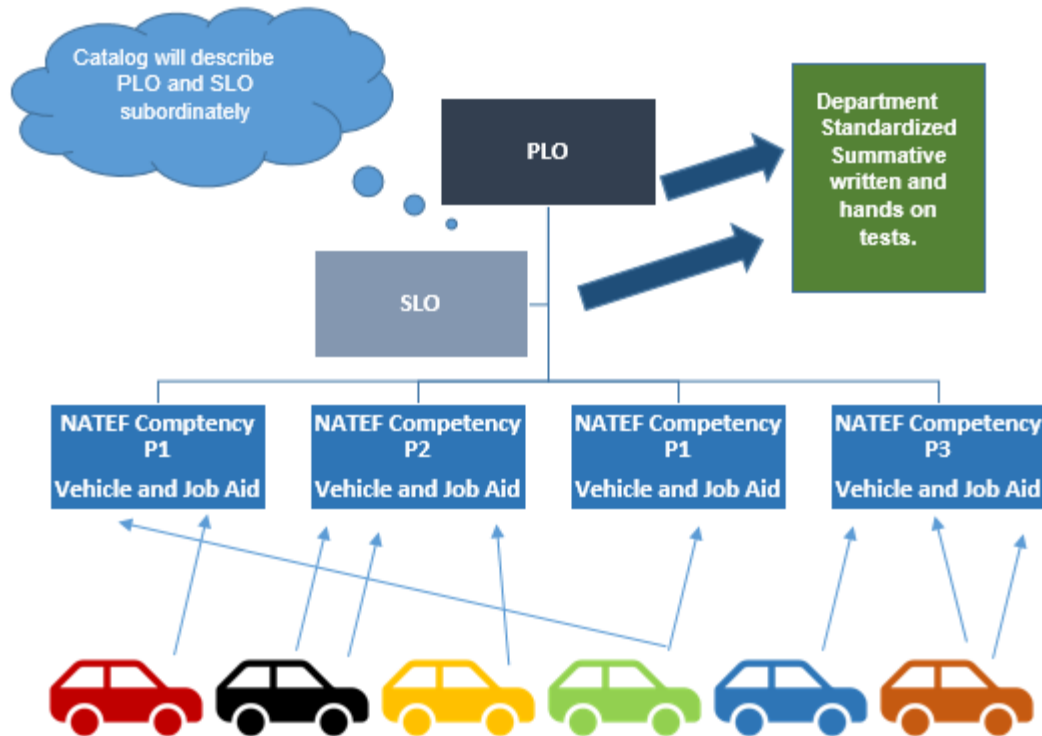 Catalog will describe
PLO and SLO
subordinately
PLO
Department
Standardized
Summative
written and
hands on
tests.
SLO
NATEF Comptency
P1
Vehicle and Job Aid
NATEF Competency
P2
Vehicle and Job Aid
NATEF Competency
P1
Vehicle and Job Aid
NATEF Competency
P3
Vehicle and Job Aid